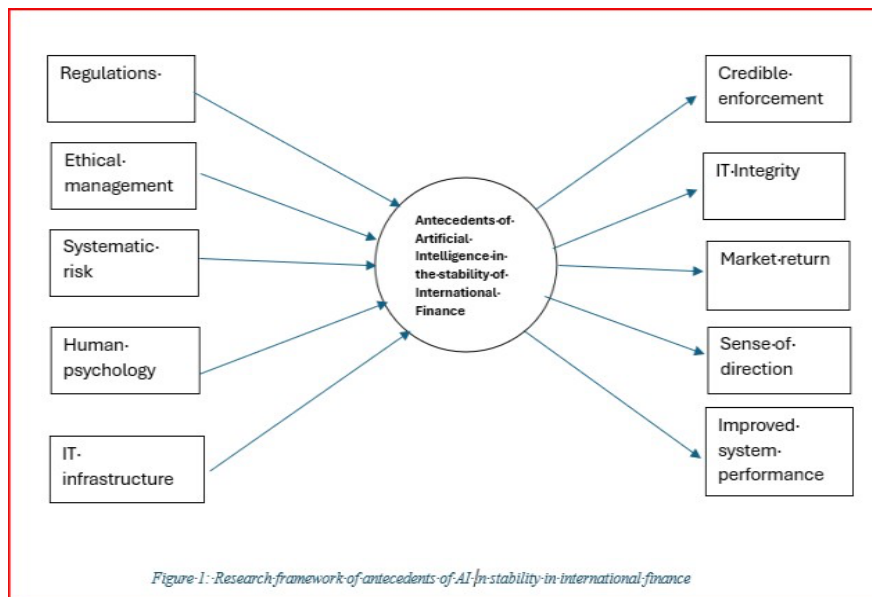 Regulations·
Ethical·
management
Systematic·
risk
Human·
psychology
IT·
infrastructure
Antecedents·of·
Artificial·
Intelligence·in·
the·stability·of·
International·
Finance
Credible·
enforcement
IT·Integrity
Market·return
Sense·of·
direction
Improved·
system·
performance
Figure·1:·Research·framework·of·antecedents·of·AI·in·stability·in·international·finance